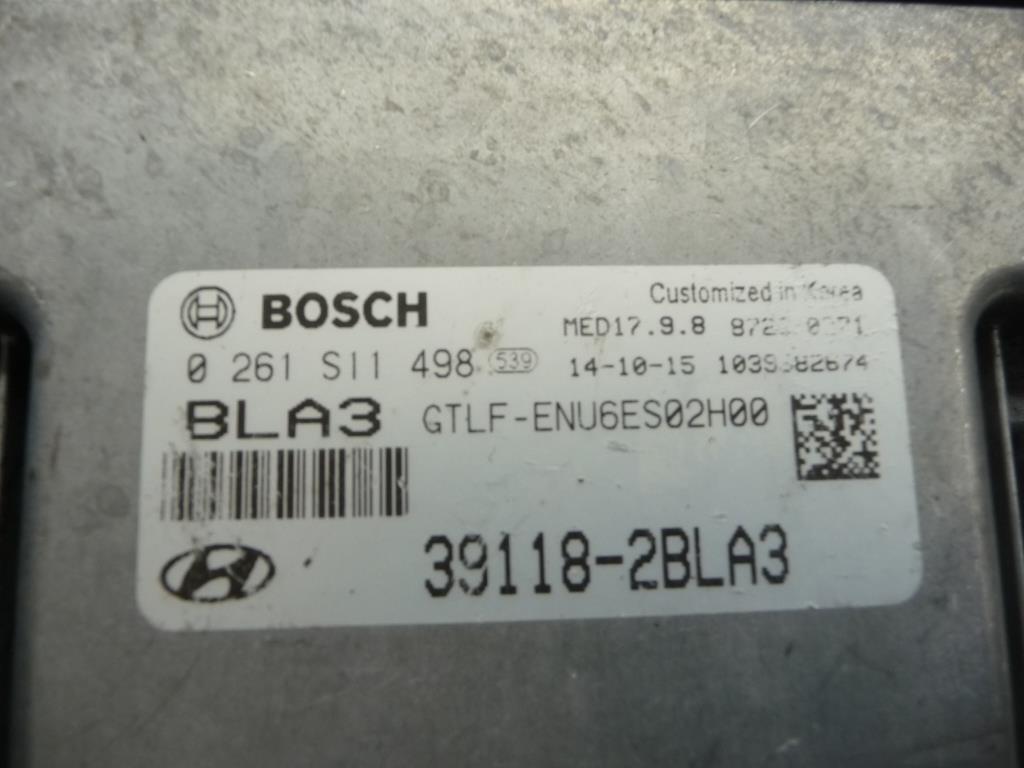 BOSCH
Customized in Korea
MED17.9.8
0 261 S11 498 539
14-10-15
BLA3 GTLF-ENU6ES02H00
39118-2BLA3